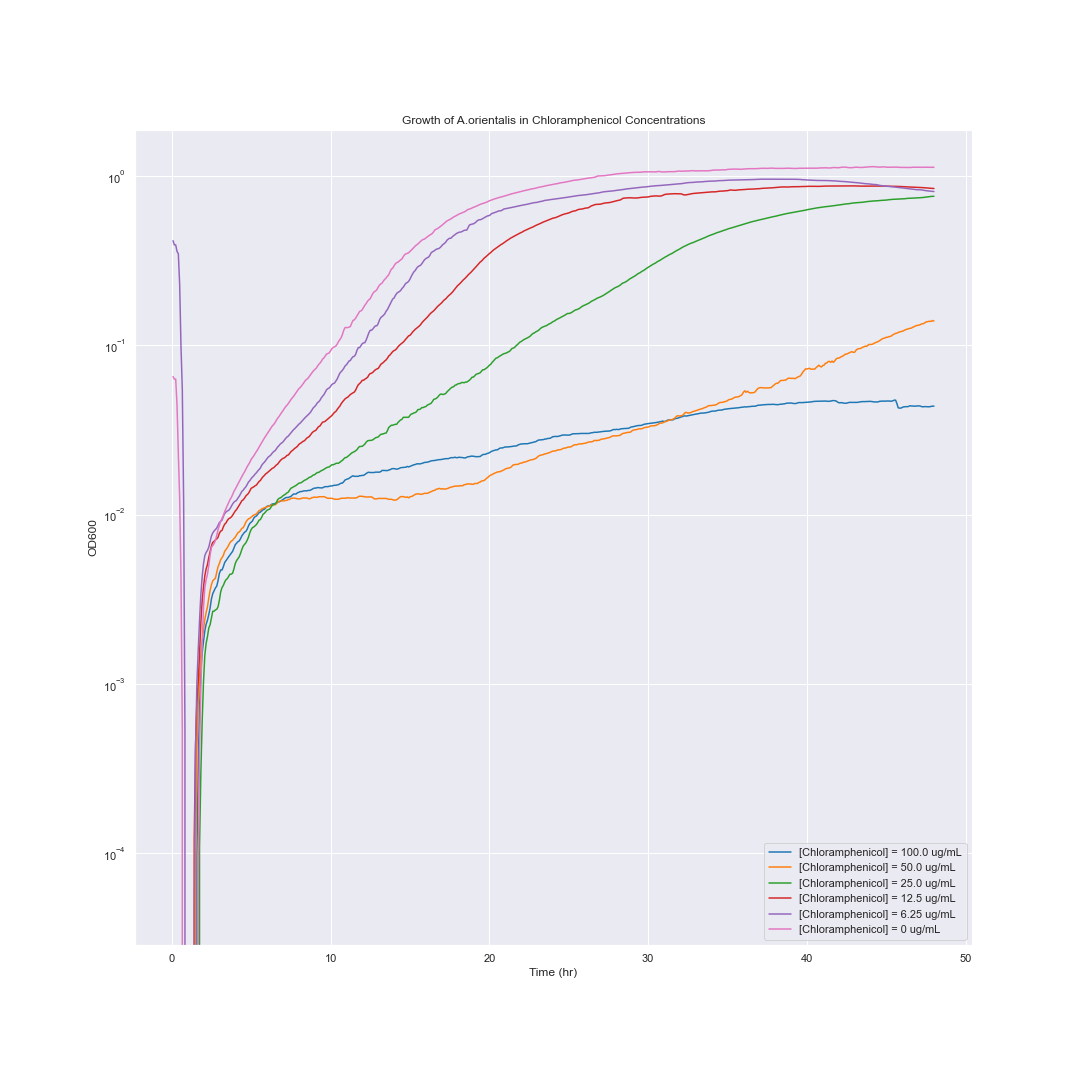 Growth of A.orientalis in Chloramphenicol Concentrations
10⁰
10⁻¹
10⁻²
10⁻³
10⁻⁴
OD600
[Chloramphenicol] = 100.0 ug/mL
[Chloramphenicol] = 50.0 ug/mL
[Chloramphenicol] = 25.0 ug/mL
[Chloramphenicol] = 12.5 ug/mL
[Chloramphenicol] = 6.25 ug/mL
[Chloramphenicol] = 0 ug/mL
0 10 20 30 40 50
Time (hr)